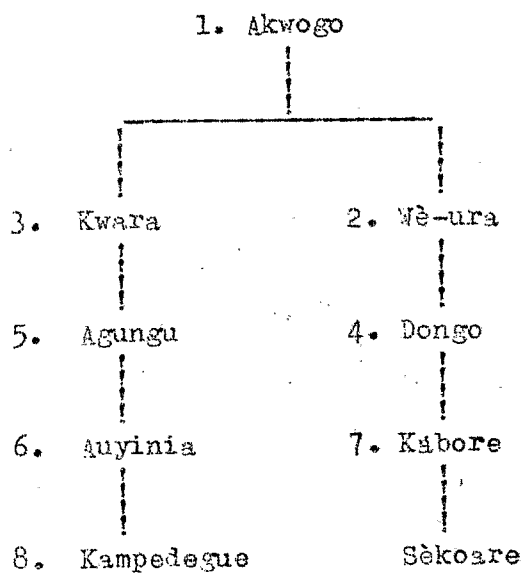 1. Akwogo
3. Kwara 2. Wè-ura
5. Agungu 4. Dongo
6. Auyinia 7. Kabore
8. Kampedegue Sèkoare